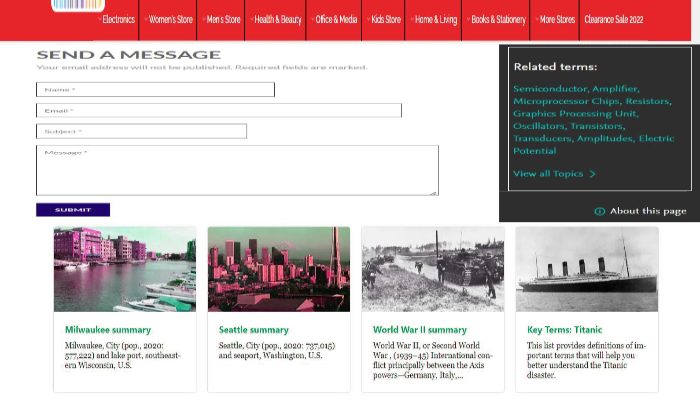 Electronics Women's Store Men's Store Health & Beauty Office & Media Kids Store Home & Living Books & Stationery More Stores Clearance Sale 2022
SEND A MESSAGE
Your email address will not be published. Required fields are marked.
Name *
Email *
Subject *
Message *
SUBMIT
Related terms:
Semiconductor, Amplifier,
Microprocessor Chips, Resistors,
Graphics Processing Unit,
Oscillators, Transistors,
Transducers, Amplitudes, Electric
Potential
View all Topics >
About this page
Milwaukee summary
Milwaukee, City (pop., 2020:
577,222) and lake port, southeast-
ern Wisconsin, U.S.
Seattle summary
Seattle, City (pop., 2020: 737,015)
and seaport, Washington, U.S.
World War II summary
World War II, or Second World
War , (1939–45) International con-
flict principally between the Axis
powers—Germany, Italy,...
Key Terms: Titanic
This list provides definitions of im-
portant terms that will help you
better understand the Titanic
disaster.